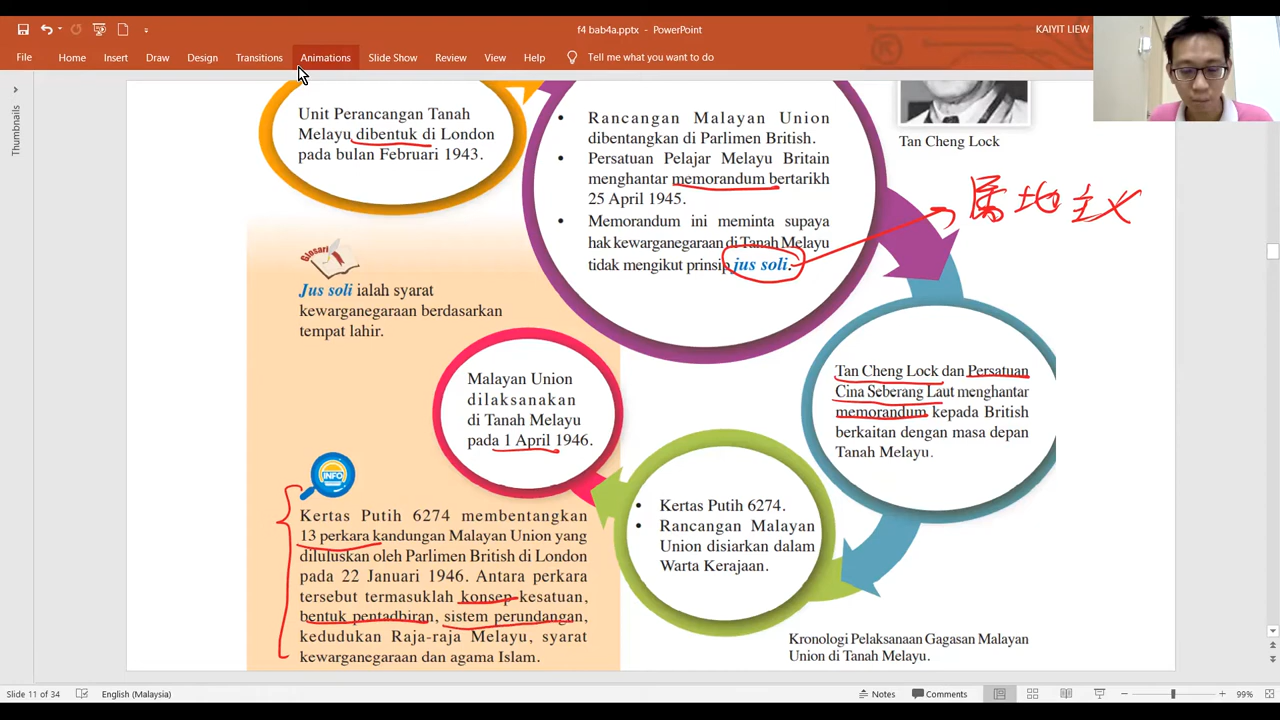 f4 bab4a.pptx - PowerPoint
KAIYIT LIEW
File Home Insert Draw Design Transitions Animations Slide Show Review View Help Tell me what you want to do
Thumbnails
Unit Perancangan Tanah
Melayu dibentuk di London
pada bulan Februari 1943.
• Rancangan Malayan Union
dibentangkan di Parlimen British.
• Persatuan Pelajar Melayu Britain
menghantar memorandum bertarikh
25 April 1945.
• Memorandum ini meminta supaya
hak kewarganegaraan di Tanah Melayu
tidak mengikut prinsip jus soli.
Tan Cheng Lock
属地主义
Glosari
Jus soli ialah syarat
kewarganegaraan berdasarkan
tempat lahir.
Tan Cheng Lock dan Persatuan
Cina Seberang Laut menghantar
memorandum kepada British
berkaitan dengan masa depan
Tanah Melayu.
Malayan Union
dilaksanakan
di Tanah Melayu
pada 1 April 1946.
• Kertas Putih 6274.
• Rancangan Malayan
Union disiarkan dalam
Warta Kerajaan.
INFO
Kertas Putih 6274 membentangkan
13 perkara kandungan Malayan Union yang
diluluskan oleh Parlimen British di London
pada 22 Januari 1946. Antara perkara
tersebut termasuklah konsep kesatuan,
bentuk pentadbiran, sistem perundangan,
kedudukan Raja-raja Melayu, syarat
kewarganegaraan dan agama Islam.
Kronologi Pelaksanaan Gagasan Malayan
Union di Tanah Melayu.
Slide 11 of 34 English (Malaysia) Notes Comments 99%